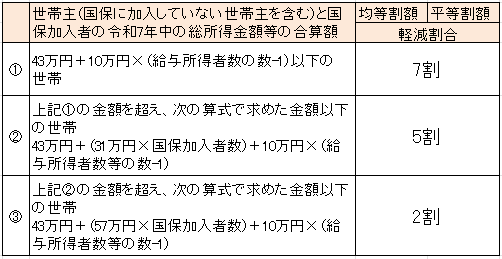 世帯主(国保に加入していない世帯主を含む)と国
保加入者の令和7年中の総所得金額等の合算額
均等割額
平等割額
軽減割合
①
43万円+10万円×(給与所得者数の数-1)以下の
世帯
7割
②
上記①の金額を超え、次の算式で求めた金額以下
の世帯
43万円+(31万円×国保加入者数)+10万円×(給
与所得者数等の数-1)
5割
③
上記②の金額を超え、次の算式で求めた金額以下
の世帯
43万円+(57万円×国保加入者数)+10万円×(給
与所得者数等の数-1)
2割